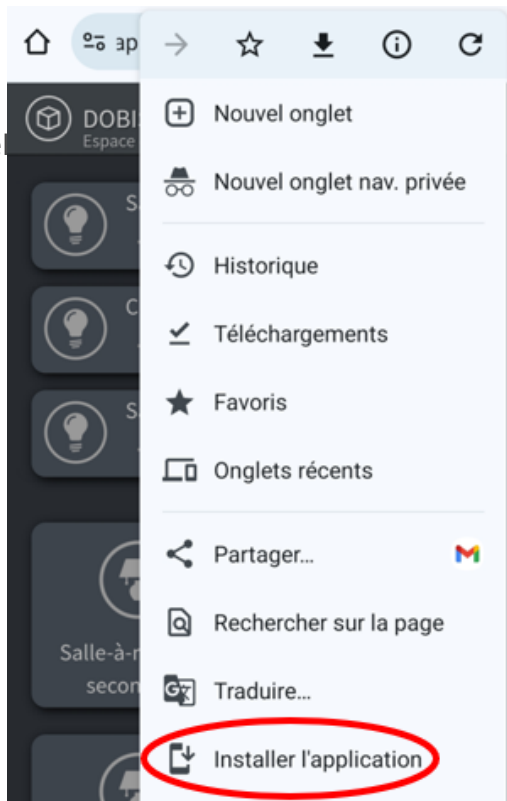 ap
DOBI
Espace
Nouvel onglet
Nouvel onglet nav. privée
Historique
Téléchargements
Favoris
Onglets récents
Partager...
Rechercher sur la page
Salle-à-
secon
Traduire...
Installer l'application